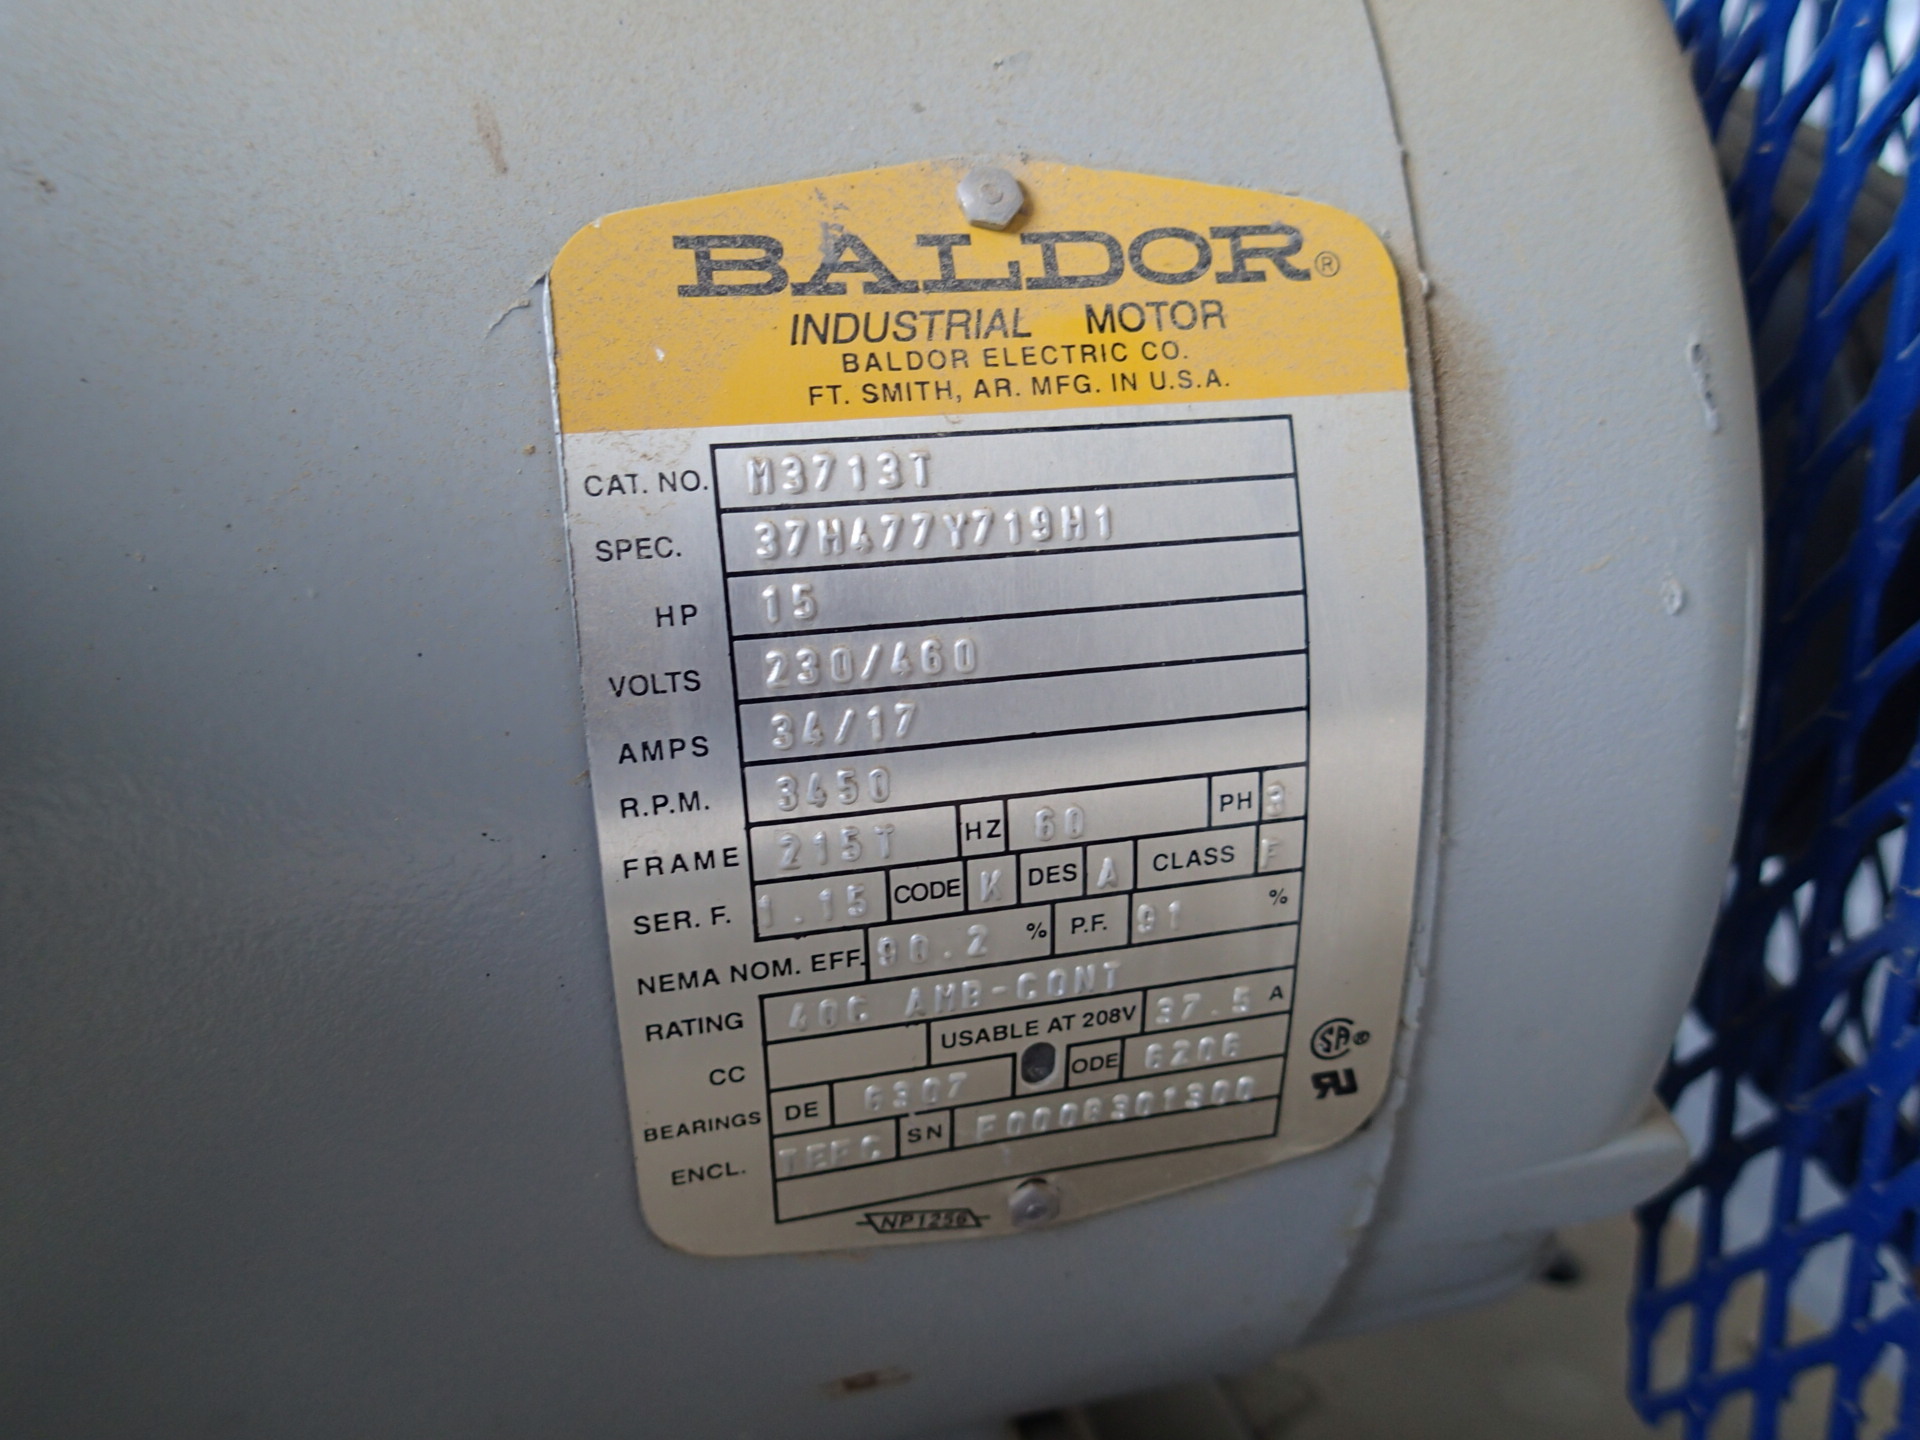 BALDOR®
INDUSTRIAL MOTOR
BALDOR ELECTRIC CO.
FT. SMITH, AR. MFG. IN U.S.A.
CAT. NO. M3713T
SPEC. 37H477Y719H1
HP 15
VOLTS 230/460
AMPS 34/17
R.P.M. 3450
FRAME 215T HZ 60 PH 3
SER. F. 1.15 CODE K DES A CLASS F
NEMA NOM. EFF. 90.2 % P.F. 91 %
RATING 40C AMB-CONT
CC USABLE AT 208V 37.5 A
BEARINGS DE 6307 ODE 6206
ENCL. TEFC SN
SA®
RU
NP1256